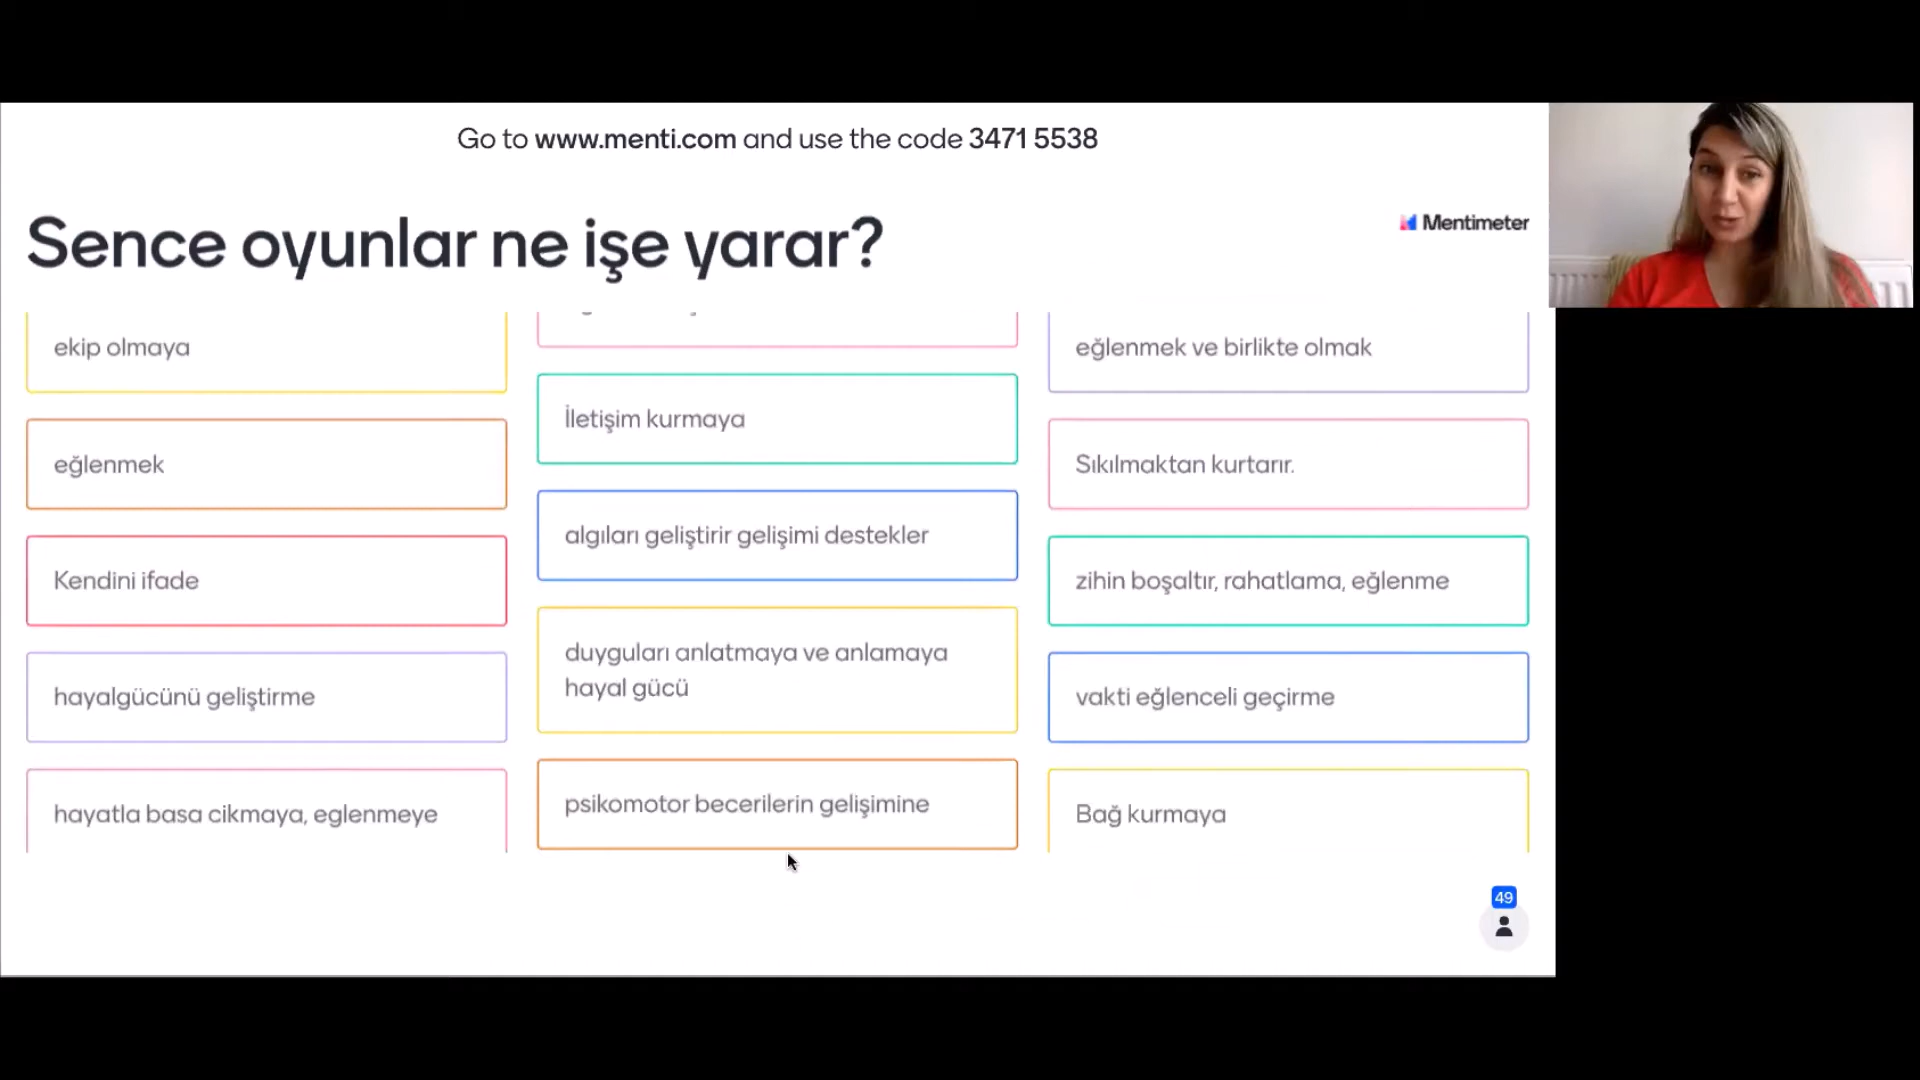 Go to www.menti.com and use the code 3471 5538
Sence oyunlar ne işe yarar?
Mentimeter
ekip olmaya
eğlenmek
Kendini ifade
hayalgücünü geliştirme
hayatla basa cikmaya, eglenmeye
İletişim kurmaya
algıları geliştirir gelişimi destekler
duyguları anlatmaya ve anlamaya
hayal gücü
psikomotor becerilerin gelişimine
eğlenmek ve birlikte olmak
Sıkılmaktan kurtarır.
zihin boşaltır, rahatlama, eğlenme
vakti eğlenceli geçirme
Bağ kurmaya
49